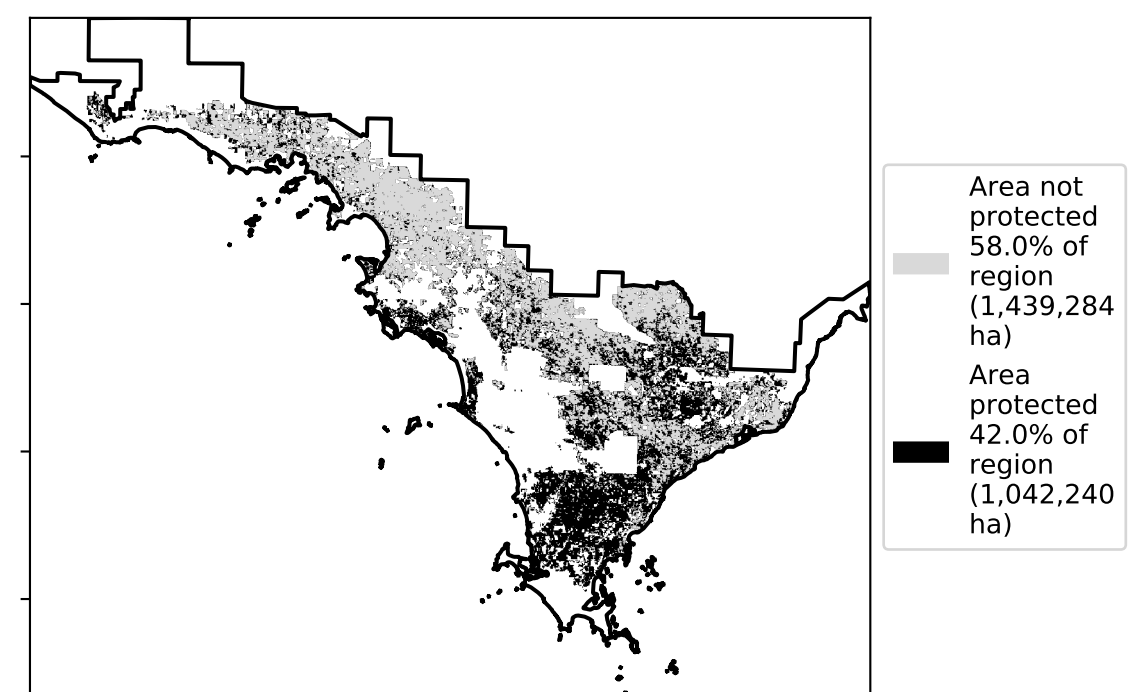 Area not
protected
58.0% of
region
(1,439,284
ha)
Area
protected
42.0% of
region
(1,042,240
ha)